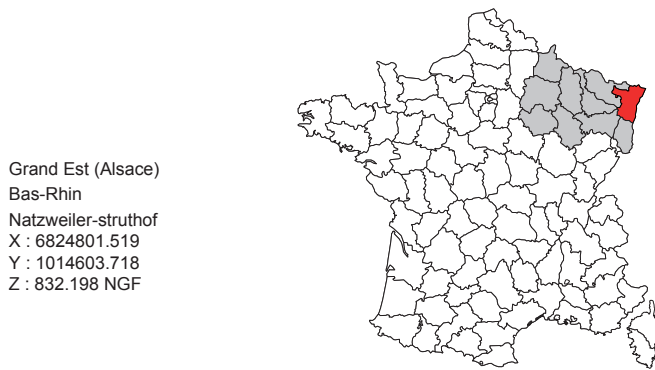 Grand Est (Alsace)
Bas-Rhin
Natzweiler-struthof
X : 6824801.519
Y : 1014603.718
Z : 832.198 NGF